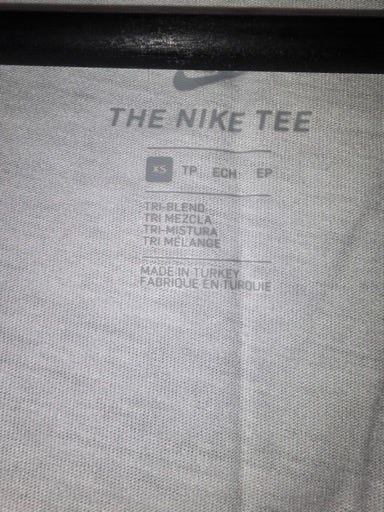 THE NIKE TEE
XS TP ECH EP
TRI-BLEND
TRI MEZCLA
TRI-MISTURA
TRI MÉLANGE
MADE IN TURKEY
FABRIQUÉ EN TURQUIE